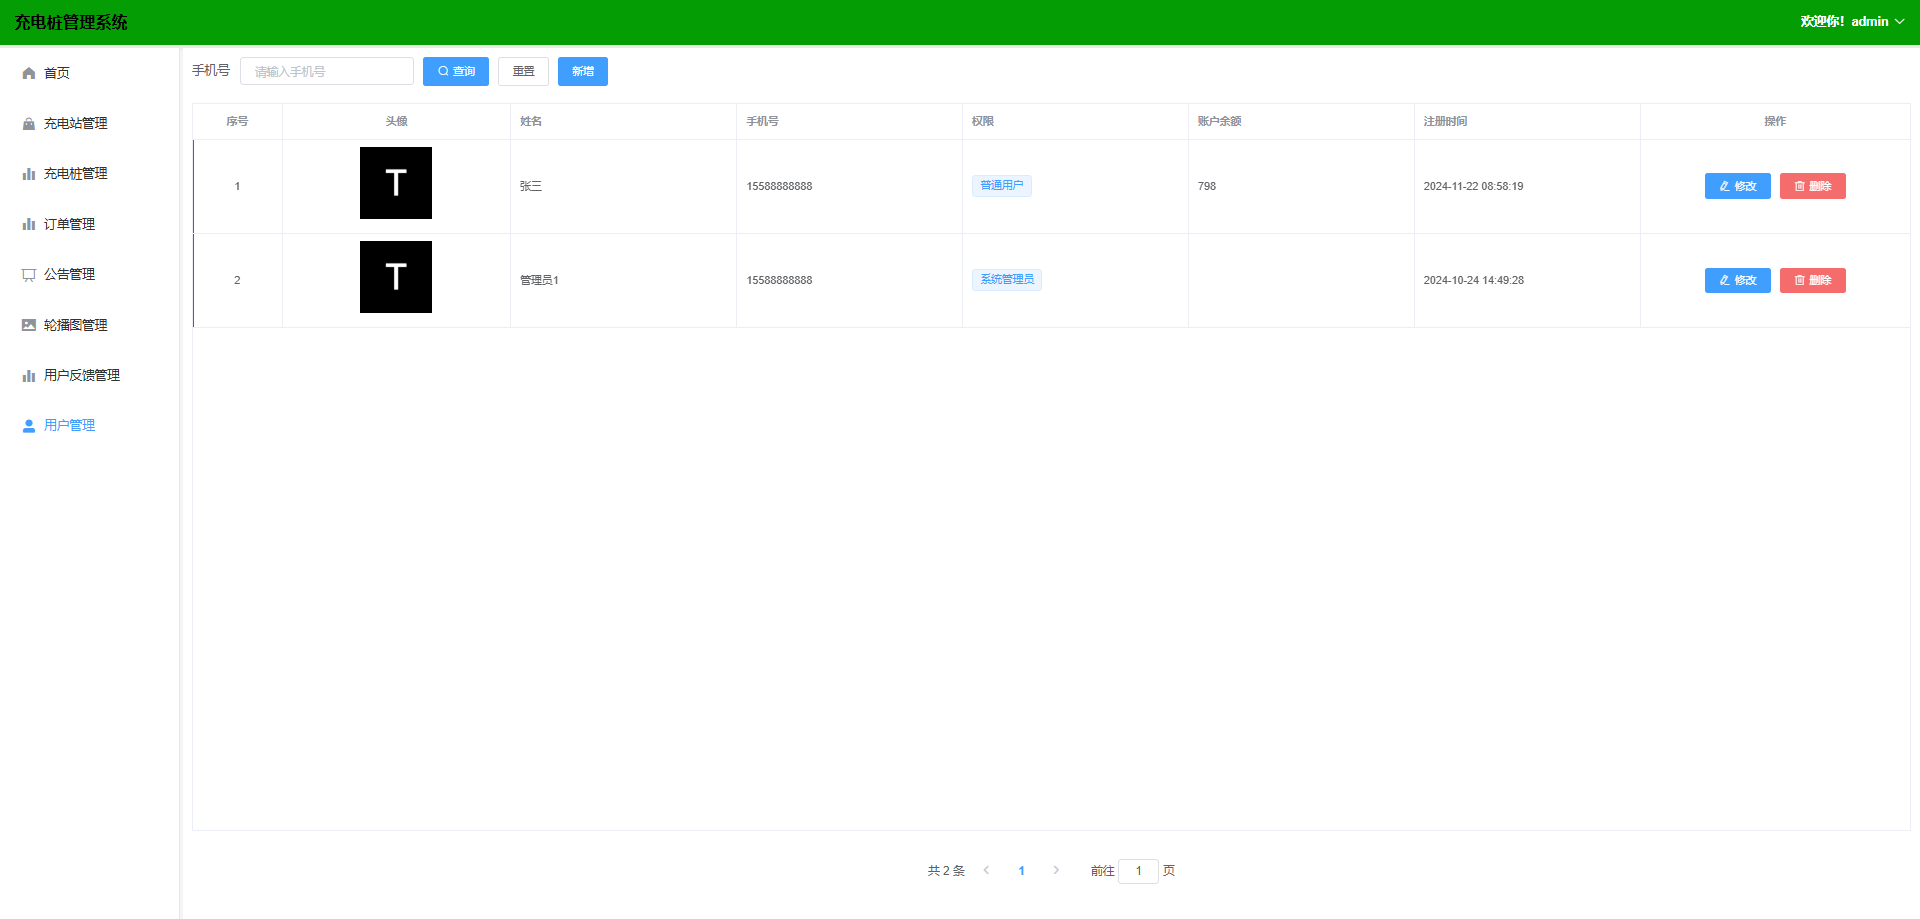 充电桩管理系统
欢迎你！admin
首页
充电站管理
充电桩管理
订单管理
公告管理
轮播图管理
用户反馈管理
用户管理
手机号 请输入手机号 查询 重置 新增
序号 头像 姓名 手机号 权限 账户余额 注册时间 操作
1 T 张三 15588888888 普通用户 798 2024-11-22 08:58:19 修改 删除
2 T 管理员1 15588888888 系统管理员 2024-10-24 14:49:28 修改 删除
共 2 条 1 前往 1 页